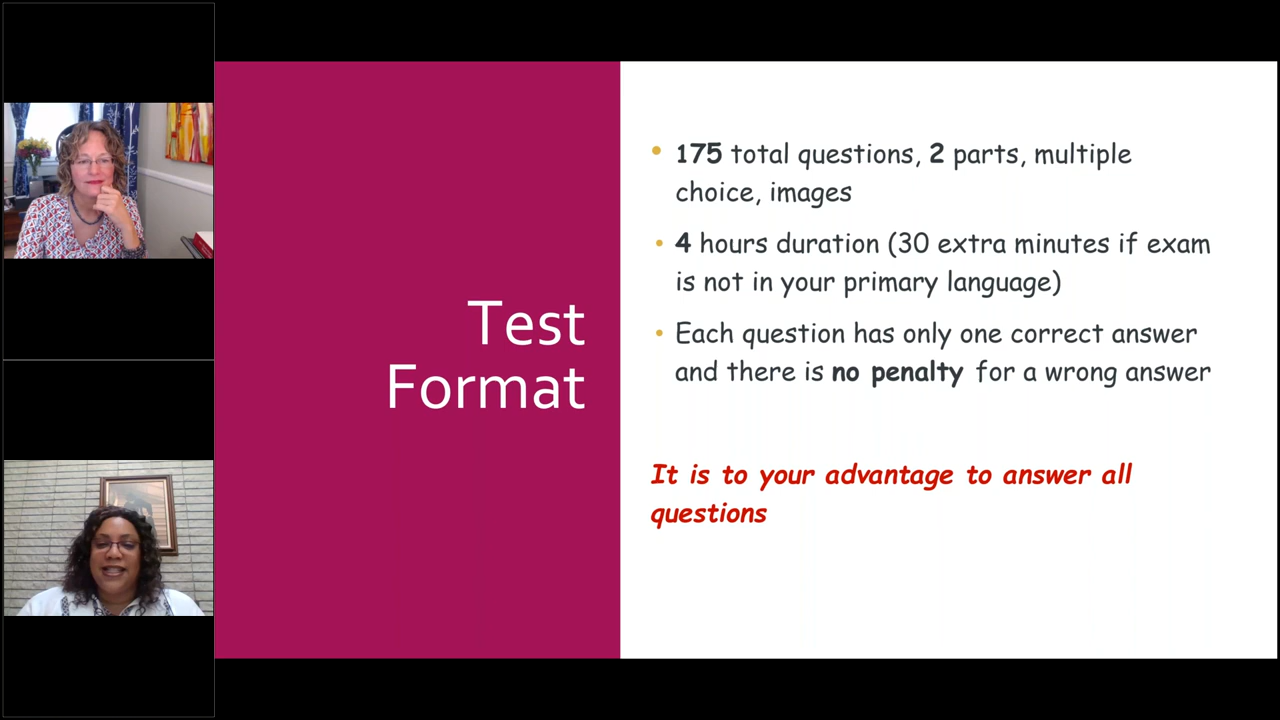 Test
Format
• 175 total questions, 2 parts, multiple
choice, images
• 4 hours duration (30 extra minutes if exam
is not in your primary language)
• Each question has only one correct answer
and there is no penalty for a wrong answer
It is to your advantage to answer all
questions